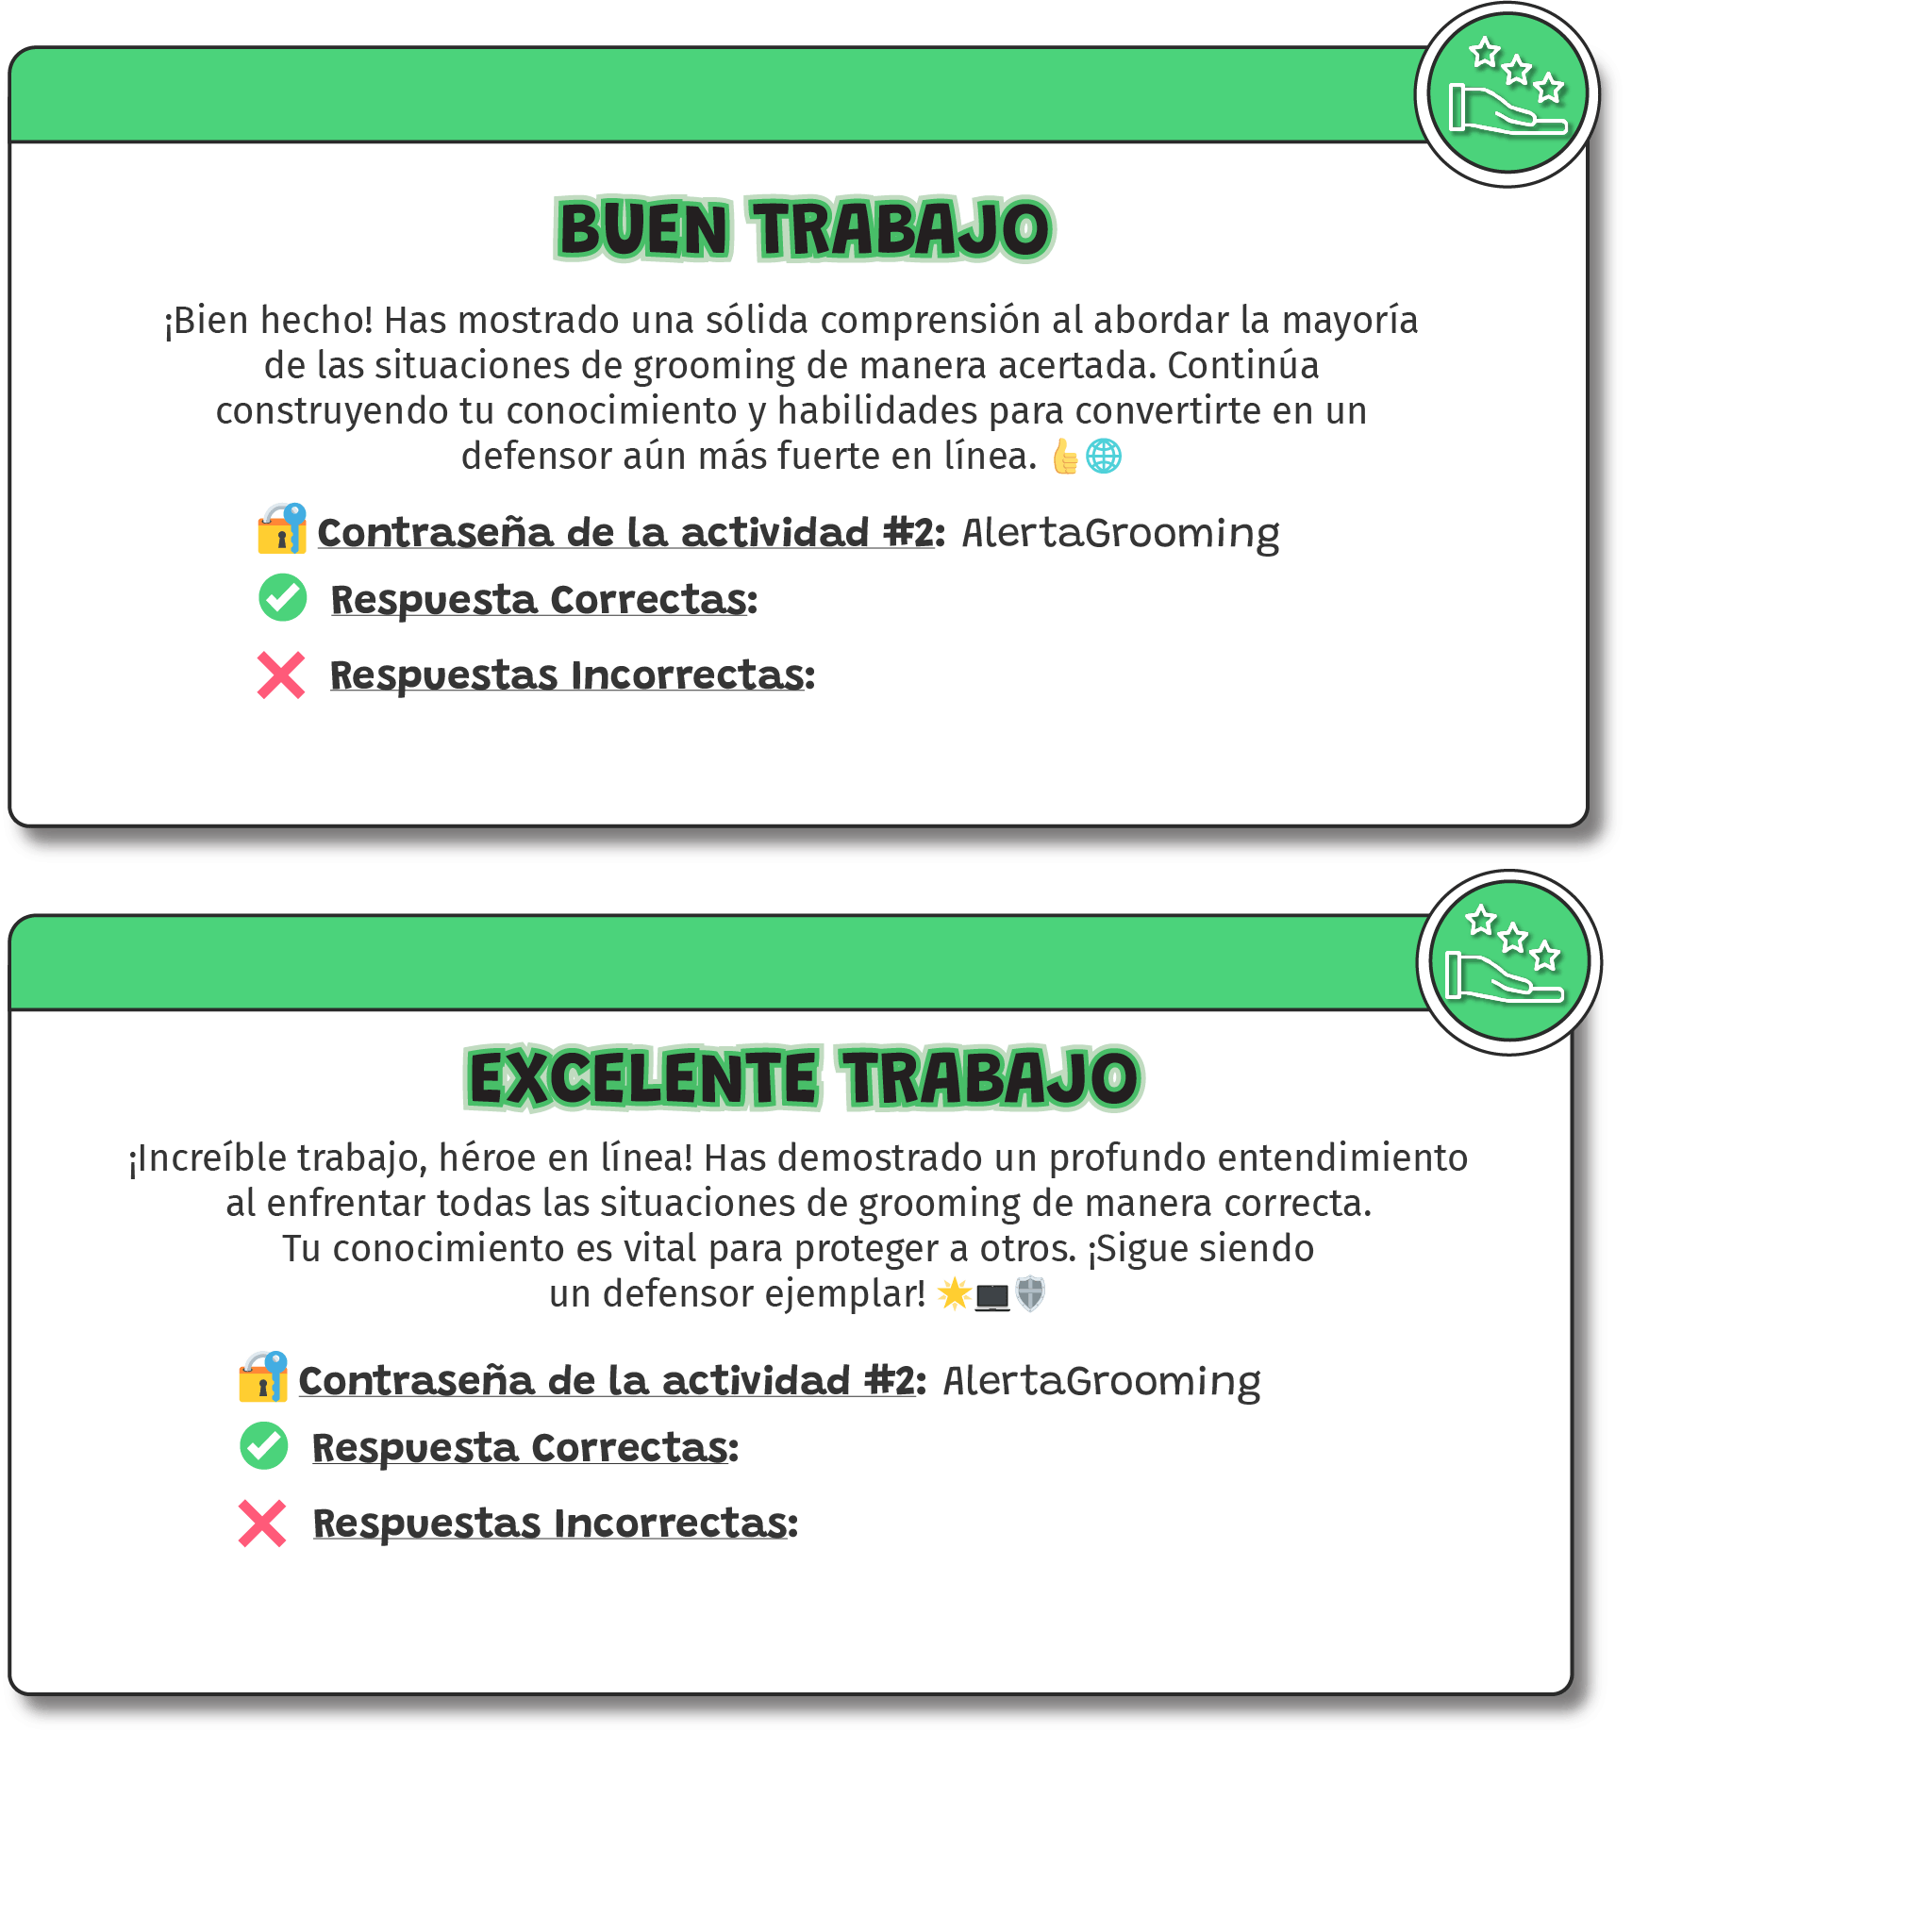 BUEN TRABAJO
¡Bien hecho! Has mostrado una sólida comprensión al abordar la mayoría
de las situaciones de grooming de manera acertada. Continúa
construyendo tu conocimiento y habilidades para convertirte en un
defensor aún más fuerte en línea. 👍🌐
🔐 Contraseña de la actividad #2: AlertaGrooming
Respuesta Correctas:
Respuestas Incorrectas:
EXCELENTE TRABAJO
¡Increíble trabajo, héroe en línea! Has demostrado un profundo entendimiento
al enfrentar todas las situaciones de grooming de manera correcta.
Tu conocimiento es vital para proteger a otros. ¡Sigue siendo
un defensor ejemplar! 🌟💻🛡️
🔐 Contraseña de la actividad #2: AlertaGrooming
Respuesta Correctas:
Respuestas Incorrectas: